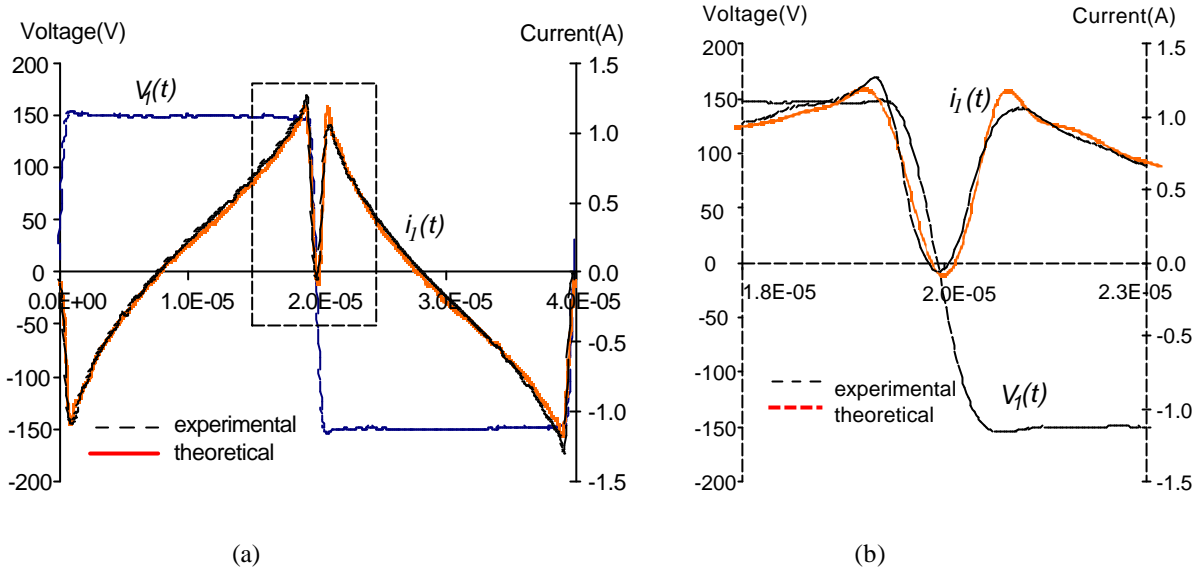 Voltage(V)
Current(A)
200
150
100
50
0
-50
-100
-150
-200
1.5
1.0
0.5
0.0
-0.5
-1.0
-1.5
0.0E+00
1.0E-05
2.0E-05
3.0E-05
4.0E-05
V1(t)
i1(t)
experimental
theoretical
(a)
Voltage(V)
Current(A)
200
150
100
50
0
-50
-100
-150
-200
1.5
1.0
0.5
0.0
-0.5
-1.0
-1.5
1.8E-05
2.0E-05
2.3E-05
i1(t)
V1(t)
experimental
theoretical
(b)